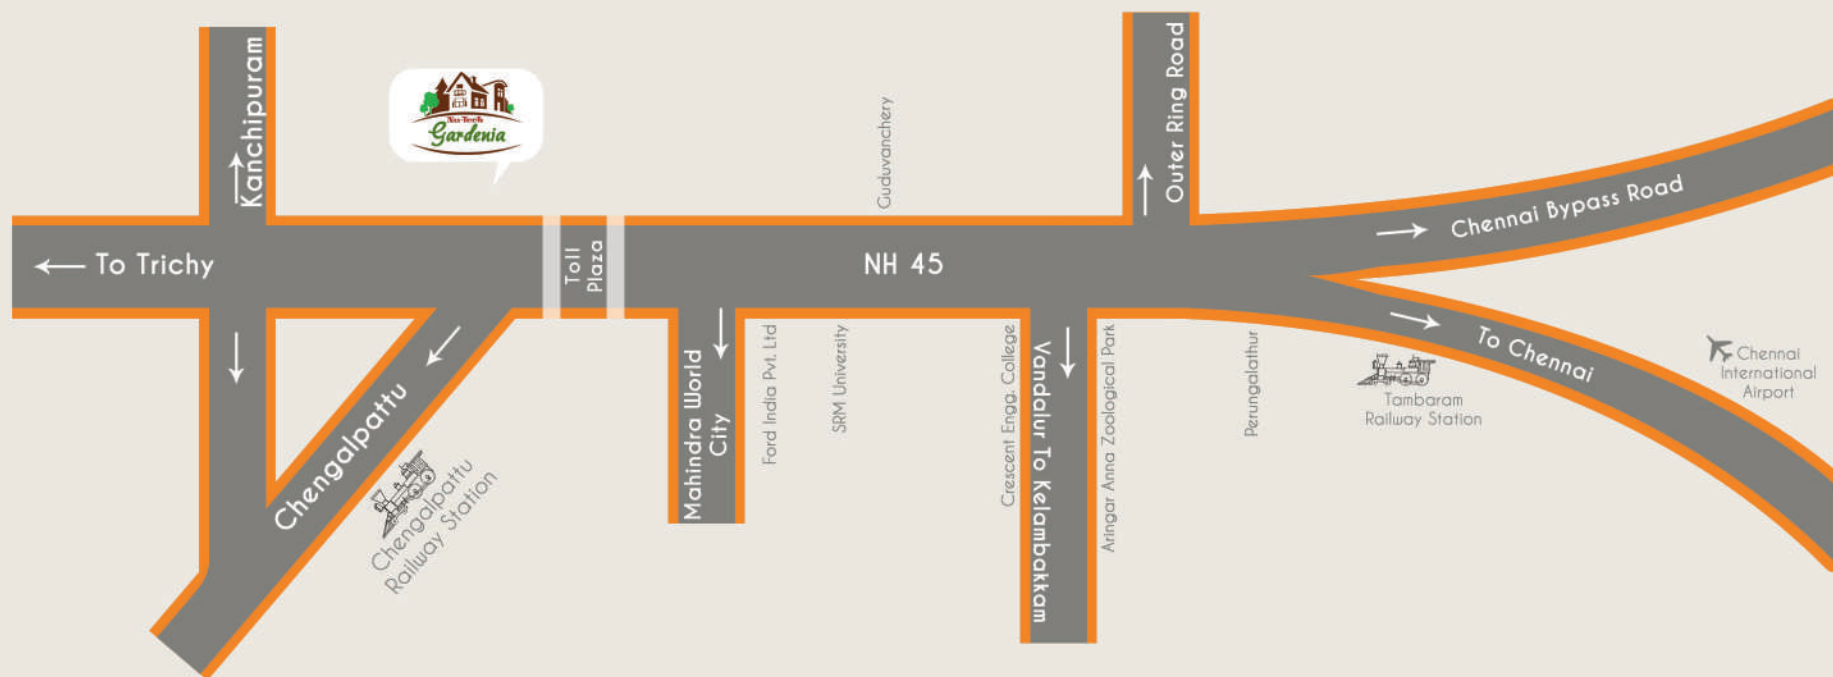 Kanchipuram
Nu-Tech
Gardenia
Guduvanchery
Outer Ring Road
Chennai Bypass Road
To Trichy
Toll
Plaza
NH 45
To Chennai
Chennai
International
Airport
Tambaram
Railway Station
Perungalathur
Aringar Anna Zoological Park
Vandalur To Kelambakkam
Crescent Engg. College
SRM University
Ford India Pvt. Ltd
Mahindra World
City
Chengalpattu
Chengalpattu
Railway Station